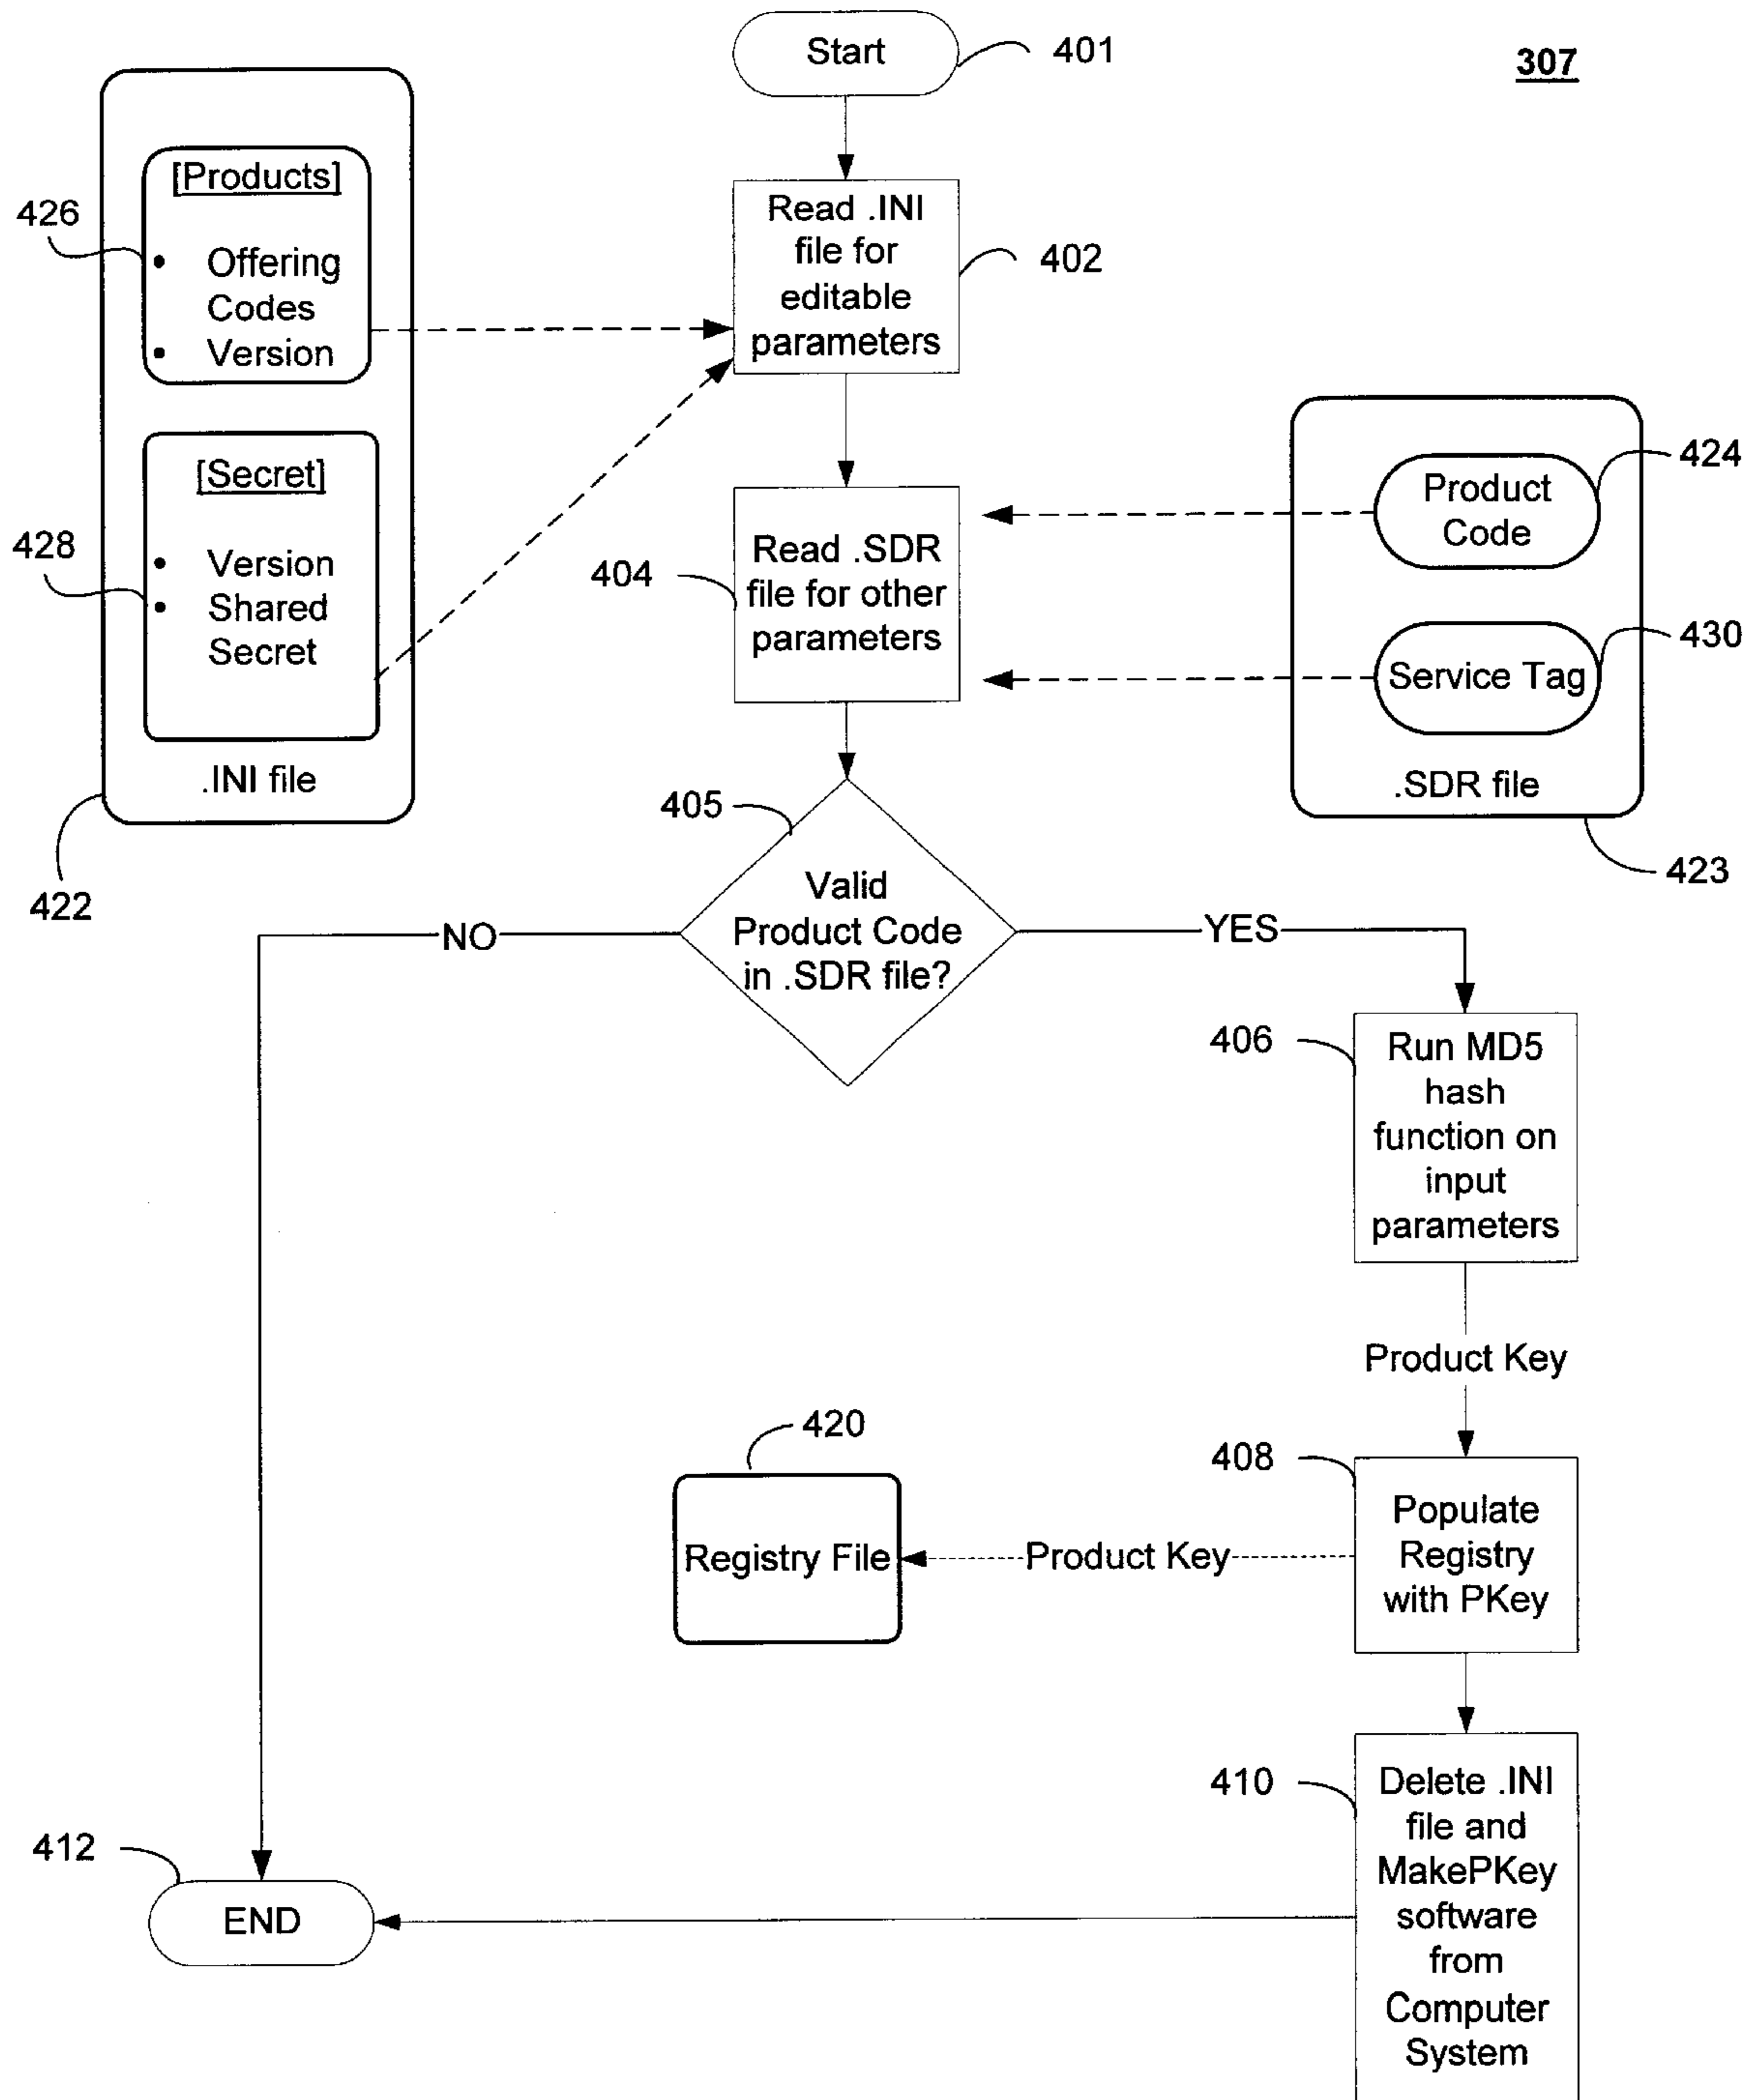 Start
401
307
[Products]
426
• Offering
Codes
• Version
Read .INI
file for
editable
parameters
402
[Secret]
428
• Version
• Shared
Secret
.INI file
422
404
Read .SDR
file for other
parameters
Product
Code
424
Service Tag
430
.SDR file
423
405
Valid
Product Code
in .SDR file?
NO
YES
406
Run MD5
hash
function on
input
parameters
Product Key
420
Registry File
Product Key
408
Populate
Registry
with PKey
410
Delete .INI
file and
MakePKey
software
from
Computer
System
412
END